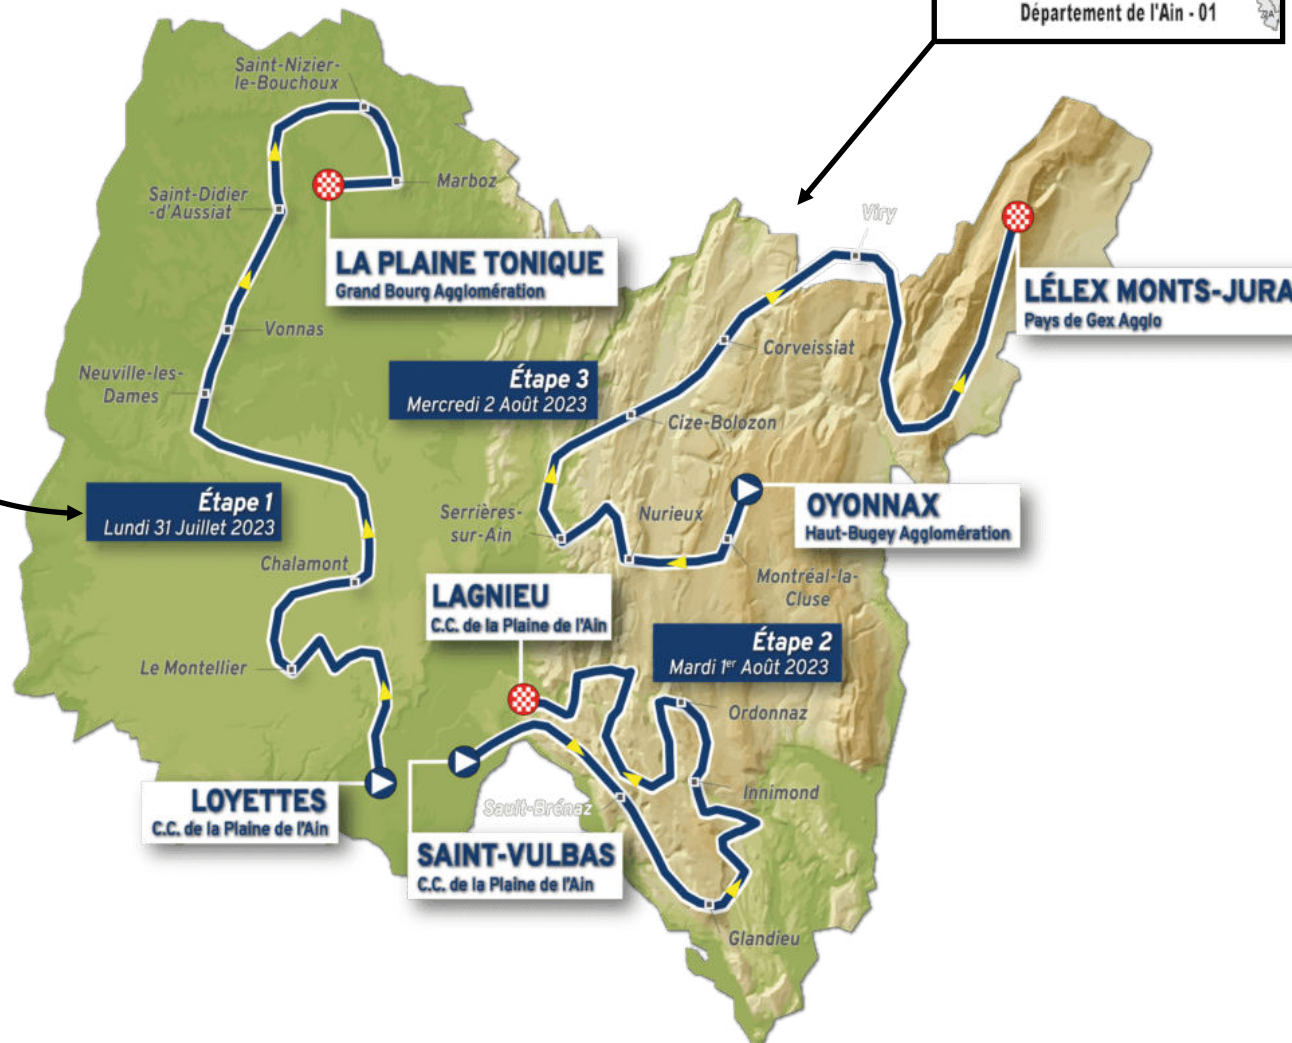 Département de l'Ain - 01
Saint-Nizier-
le-Bouchoux
Marboz
Saint-Didier
-d'Aussiat
Viry
LA PLAINE TONIQUE
Grand Bourg Agglomération
LÉLEX MONTS-JURA
Pays de Gex Agglo
Vonnas
Corveissiat
Neuville-les-
Dames
Étape 3
Mercredi 2 Août 2023
Cize-Bolozon
Étape 1
Lundi 31 Juillet 2023
Serrières-
sur-Ain
Nurieux
OYONNAX
Haut-Bugey Agglomération
Chalamont
Montréal-la-
Cluse
LAGNIEU
C.C. de la Plaine de l'Ain
Étape 2
Mardi 1er Août 2023
Le Montellier
Ordonnaz
Innimond
LOYETTES
C.C. de la Plaine de l'Ain
Sault-Brénaz
SAINT-VULBAS
C.C. de la Plaine de l'Ain
Glandieu